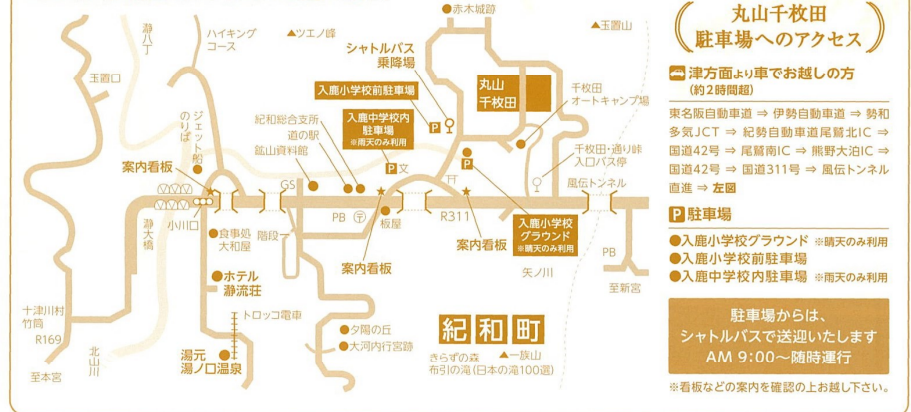 赤木城跡
瀞八丁
ハイキング
コース
▲ツエノ峰
▲玉置山
シャトルバス
乗降場
玉置口
丸山
千枚田
入鹿小学校前駐車場
千枚田
オートキャンプ場
ジェット船
のりば
紀和総合支所
道の駅
鉱山資料館
入鹿中学校内
駐車場
※雨天のみ利用
P
P文
P
千枚田・通り峠
入口バス停
案内看板
GS
風伝トンネル
小川口
PB
〒
板屋
R311
瀞大橋
食事処
大和屋
階段
案内看板
案内看板
入鹿小学校
グラウンド
※晴天のみ利用
PB
矢ノ川
至新宮
ホテル
瀞流荘
十津川村
竹筒
R169
トロッコ電車
北山川
至本宮
湯元
湯ノ口温泉
夕陽の丘
大河内行宮跡
紀和町
きらずの森
布引の滝(日本の滝100選)
▲一族山
丸山千枚田
駐車場へのアクセス
津方面より車でお越しの方
(約2時間超)
東名阪自動車道 ⇒ 伊勢自動車道 ⇒ 勢和
多気JCT ⇒ 紀勢自動車道尾鷲北IC ⇒
国道42号 ⇒ 尾鷲南IC ⇒ 熊野大泊IC ⇒
国道42号 ⇒ 国道311号 ⇒ 風伝トンネル
直進 ⇒ 左図
P 駐車場
●入鹿小学校グラウンド ※晴天のみ利用
●入鹿小学校前駐車場
●入鹿中学校内駐車場 ※雨天のみ利用
駐車場からは、
シャトルバスで送迎いたします
AM 9:00～随時運行
※看板などの案内を確認の上お越し下さい。